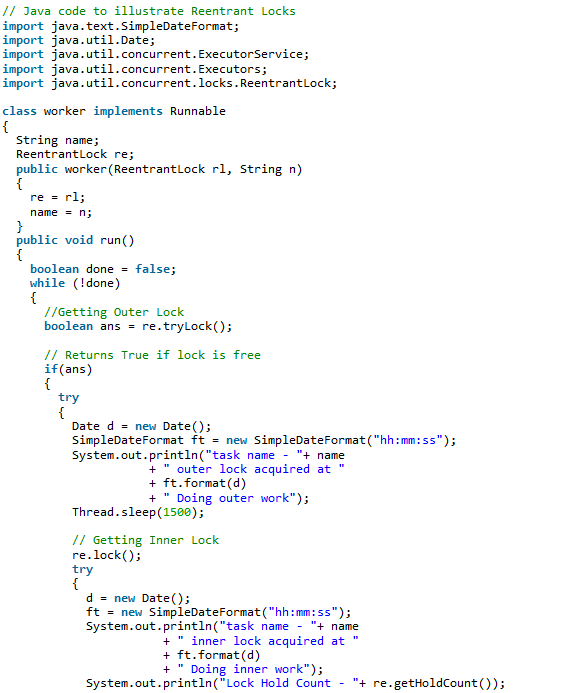 // Java code to illustrate Reentrant Locks
import java.text.SimpleDateFormat;
import java.util.Date;
import java.util.concurrent.ExecutorService;
import java.util.concurrent.Executors;
import java.util.concurrent.locks.ReentrantLock;

class worker implements Runnable
{
  String name;
  ReentrantLock re;
  public worker(ReentrantLock rl, String n)
  {
    re = rl;
    name = n;
  }
  public void run()
  {
    boolean done = false;
    while (!done)
    {
      //Getting Outer Lock
      boolean ans = re.tryLock();

      // Returns True if lock is free
      if(ans)
      {
        try
        {
          Date d = new Date();
          SimpleDateFormat ft = new SimpleDateFormat("hh:mm:ss");
          System.out.println("task name - "+ name
                     + " outer lock acquired at "
                     + ft.format(d)
                     + " Doing outer work");
          Thread.sleep(1500);

          // Getting Inner Lock
          re.lock();
          try
          {
            d = new Date();
            ft = new SimpleDateFormat("hh:mm:ss");
            System.out.println("task name - "+ name
                       + " inner lock acquired at "
                       + ft.format(d)
                       + " Doing inner work");
            System.out.println("Lock Hold Count - "+ re.getHoldCount());